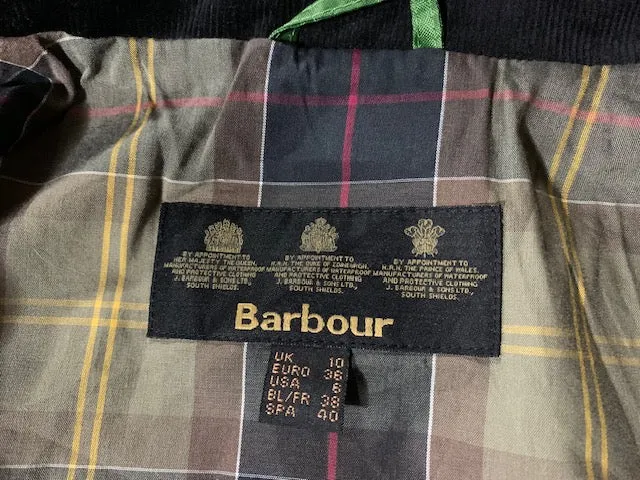 BY APPOINTMENT TO
HER MAJESTY THE QUEEN,
MANUFACTURERS OF WATERPROOF
AND PROTECTIVE CLOTHING
J. BARBOUR & SONS LTD.,
SOUTH SHIELDS.
BY APPOINTMENT TO
H.R.H. THE DUKE OF EDINBURGH,
MANUFACTURERS OF WATERPROOF
AND PROTECTIVE CLOTHING
J. BARBOUR & SONS LTD.,
SOUTH SHIELDS.
BY APPOINTMENT TO
H.R.H. THE PRINCE OF WALES,
MANUFACTURERS OF WATERPROOF
AND PROTECTIVE CLOTHING
J. BARBOUR & SONS LTD.,
SOUTH SHIELDS.
Barbour
UK 10
EURO 36
USA 6
BL/FR 38
SPA 40